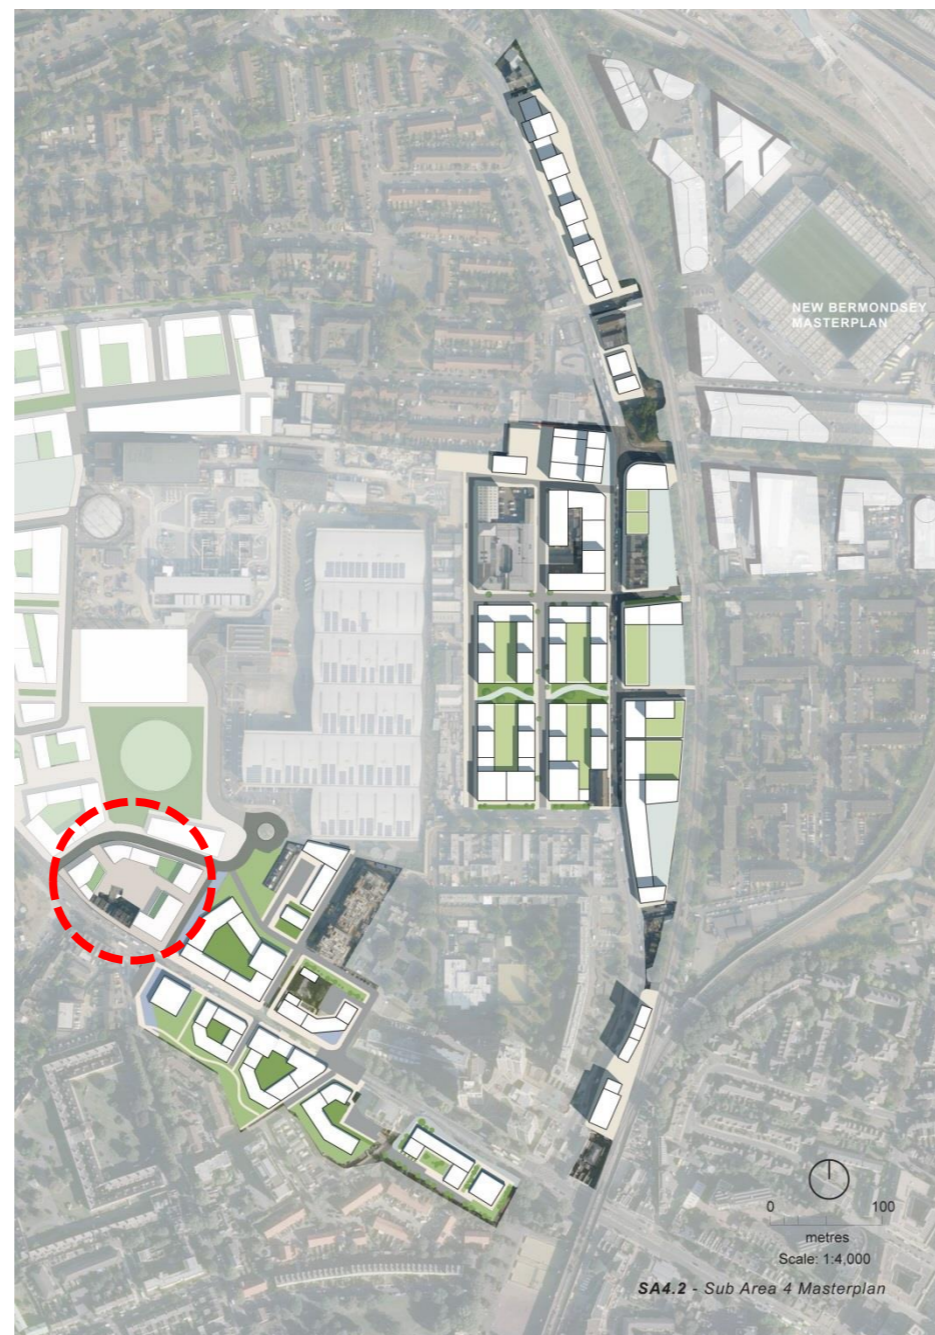 NEW BERMONDSEY
MASTERPLAN
0 100
metres
Scale: 1:4,000
SA4.2 - Sub Area 4 Masterplan